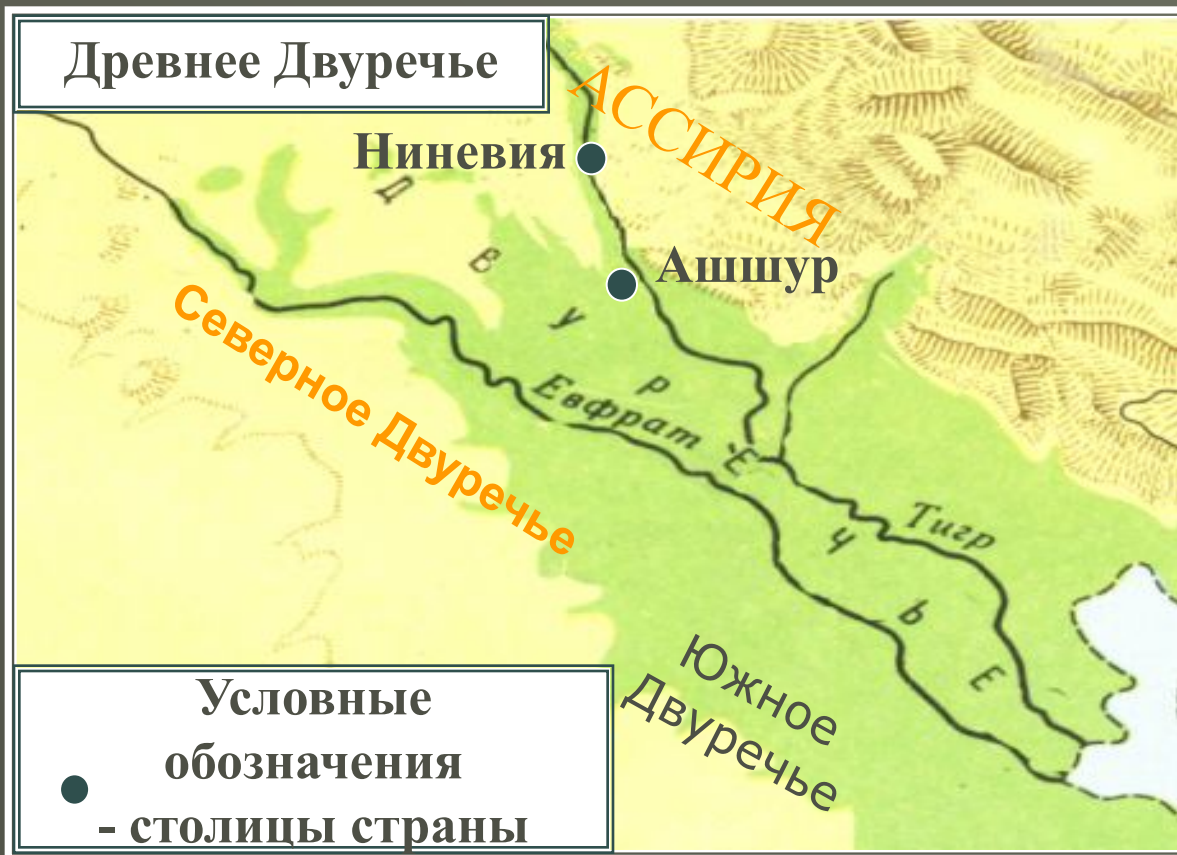 Древнее Двуречье
АССИРИЯ
Ниневия
Ашшур
ДВУРЕЧЬЕ
Северное Двуречье
Евфрат
Тигр
Южное
Двуречье
Условные
обозначения
- столицы страны